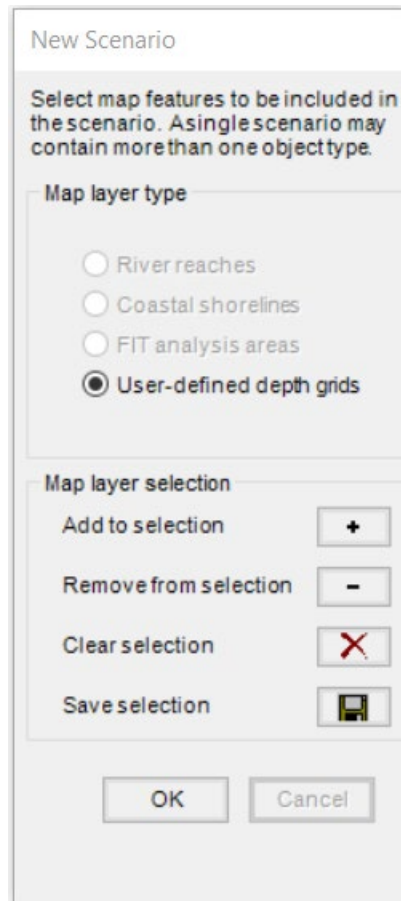 New Scenario
Select map features to be included in
the scenario. Asingle scenario may
contain more than one object type.
Map layer type
River reaches
Coastal shorelines
FIT analysis areas
User-defined depth grids
Map layer selection
Add to selection
+
Remove from selection
-
Clear selection
Save selection
OK
Cancel